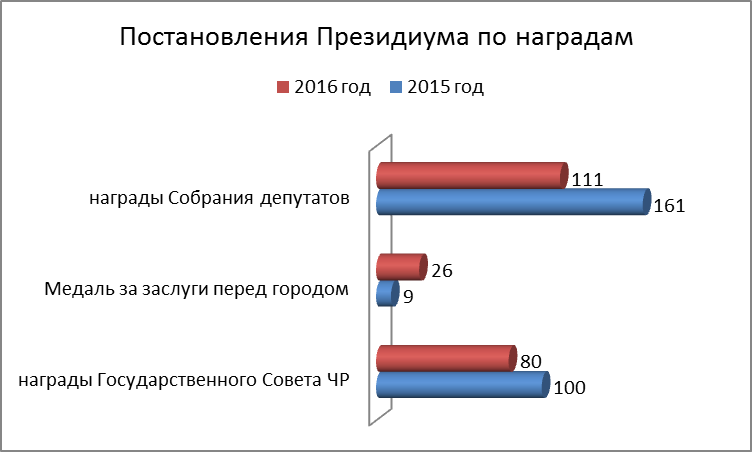 Постановления Президиума по наградам
2016 год 2015 год
награды Собрания депутатов
111
161
Медаль за заслуги перед городом
26
9
награды Государственного Совета ЧР
80
100